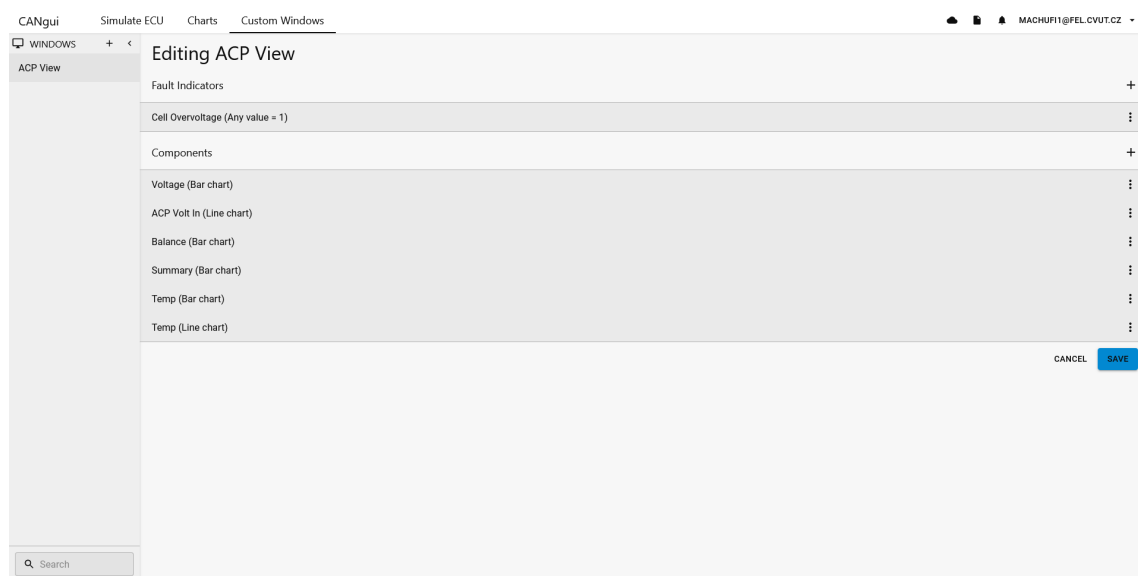 CANgui Simulate ECU Charts Custom Windows MACHUFI1@FEL.CVUT.CZ
WINDOWS
ACP View
Editing ACP View
Fault Indicators
Cell Overvoltage (Any value = 1)
Components
Voltage (Bar chart)
ACP Volt In (Line chart)
Balance (Bar chart)
Summary (Bar chart)
Temp (Bar chart)
Temp (Line chart)
CANCEL SAVE
Search